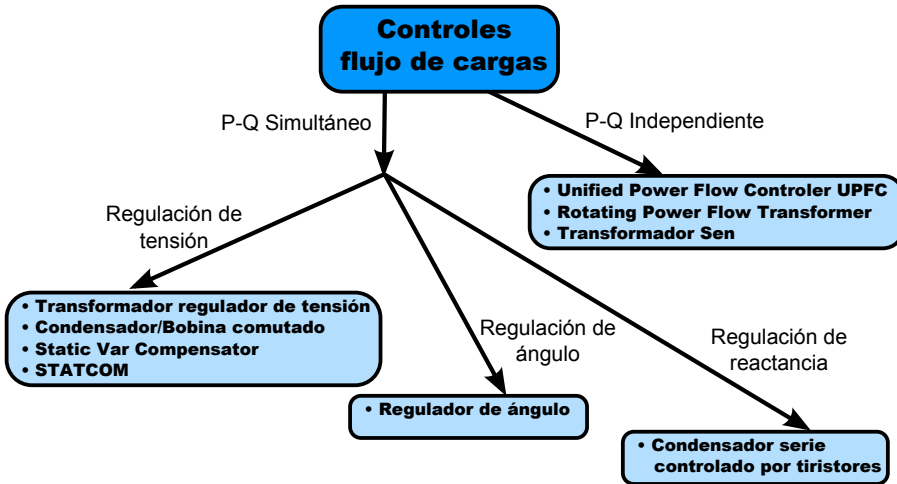 Controles
flujo de cargas
P-Q Simultáneo
P-Q Independiente
• Unified Power Flow Controler UPFC
• Rotating Power Flow Transformer
• Transformador Sen
Regulación de
tensión
• Transformador regulador de tensión
• Condensador/Bobina comutado
• Static Var Compensator
• STATCOM
Regulación de
ángulo
• Regulador de ángulo
Regulación de
reactancia
• Condensador serie
controlado por tiristores